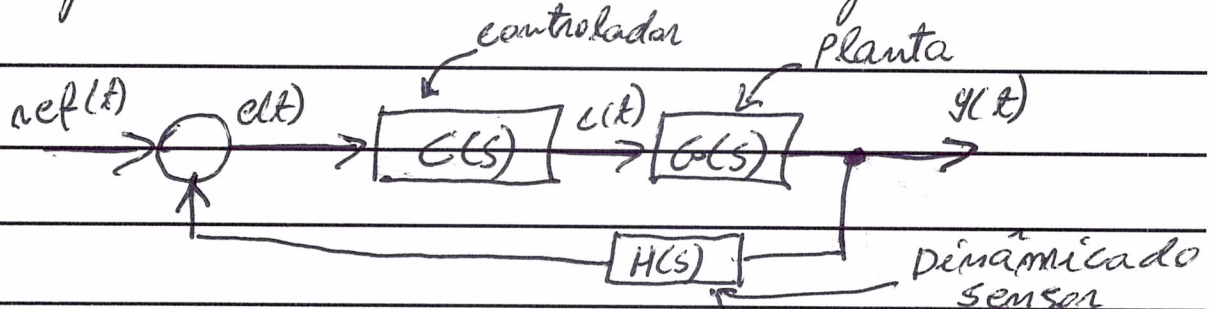 controlador
Planta
ref(t)
e(t)
C(s)
c(t)
G(s)
y(t)
H(s)
Dinâmica do
sensor